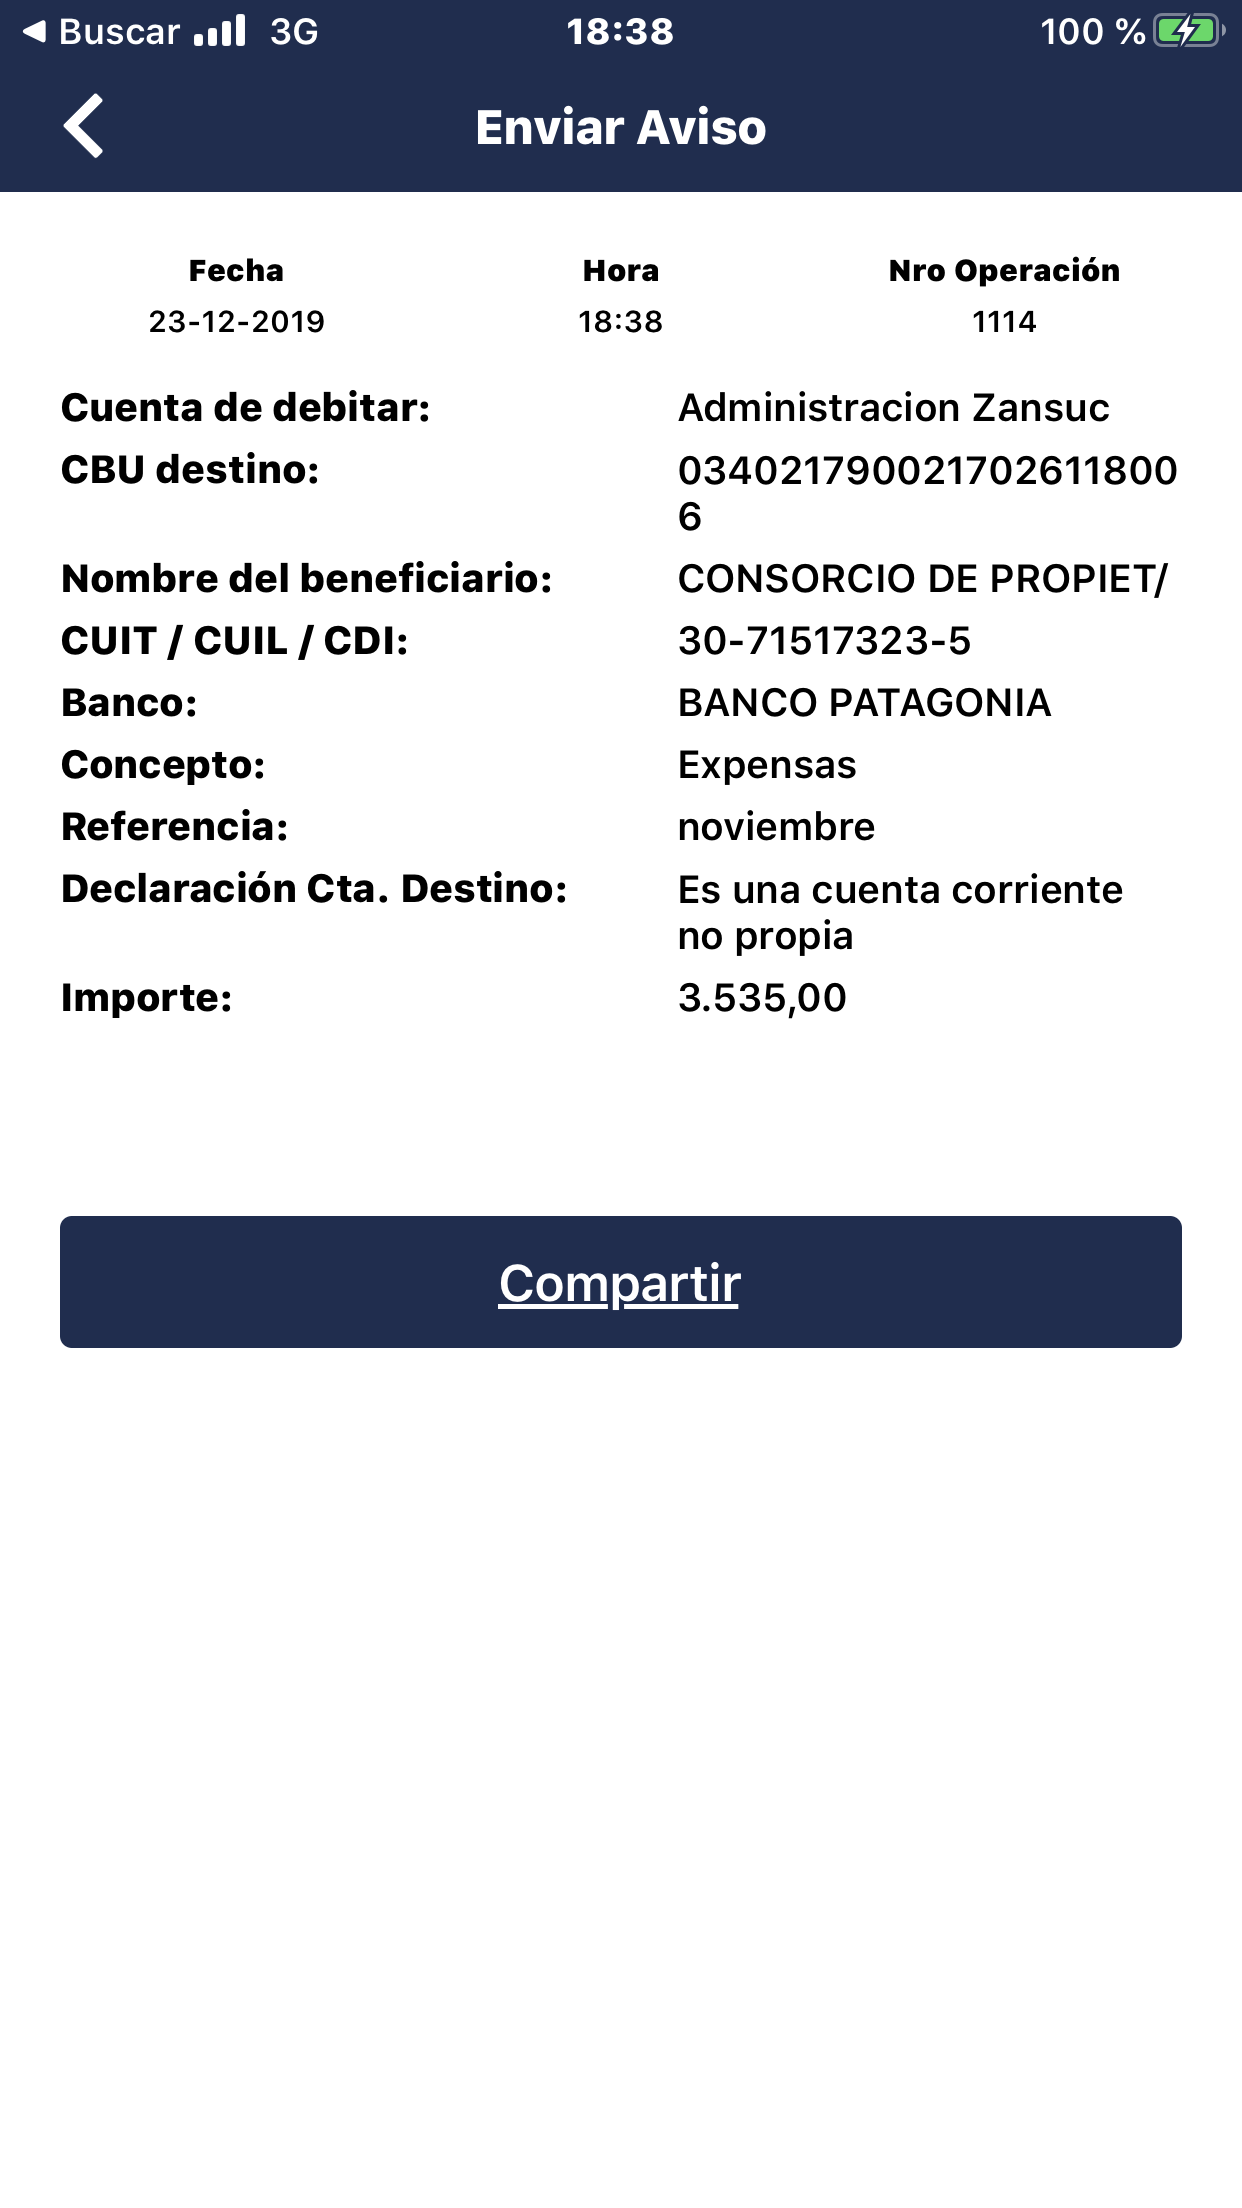 Buscar 3G 18:38 100 %
Enviar Aviso
Fecha Hora Nro Operación
23-12-2019 18:38 1114
Cuenta de debitar: Administracion Zansuc
CBU destino: 034021790021702611800
6
Nombre del beneficiario: CONSORCIO DE PROPIET/
CUIT / CUIL / CDI: 30-71517323-5
Banco: BANCO PATAGONIA
Concepto: Expensas
Referencia: noviembre
Declaración Cta. Destino: Es una cuenta corriente
no propia
Importe: 3.535,00
Compartir